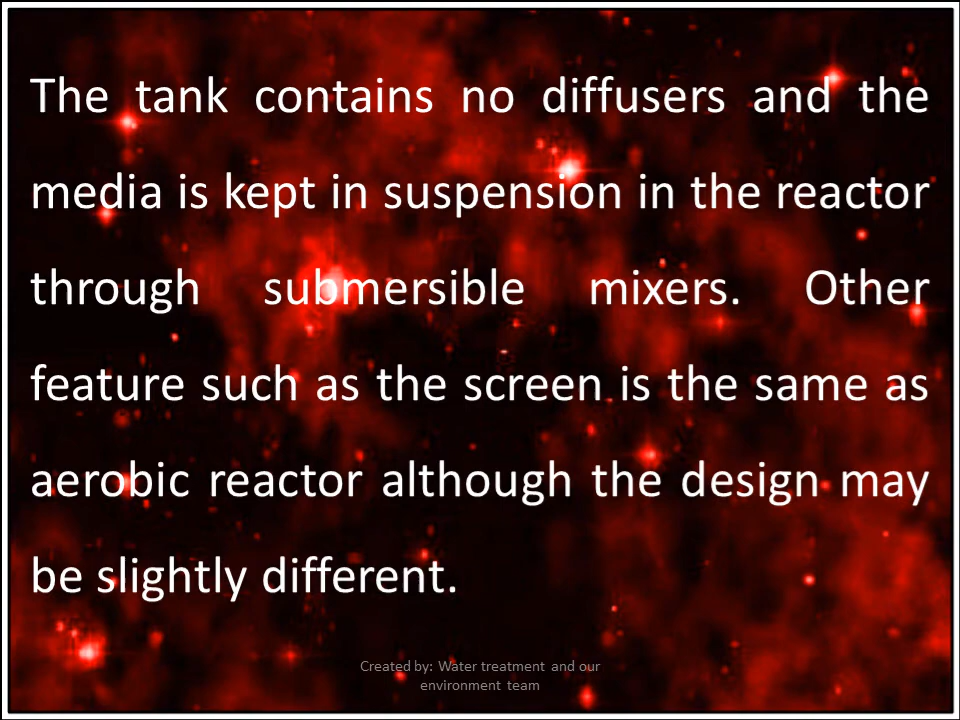 The tank contains no diffusers and the
media is kept in suspension in the reactor
through submersible mixers. Other
feature such as the screen is the same as
aerobic reactor although the design may
be slightly different.
Created by: Water treatment and our
environment team